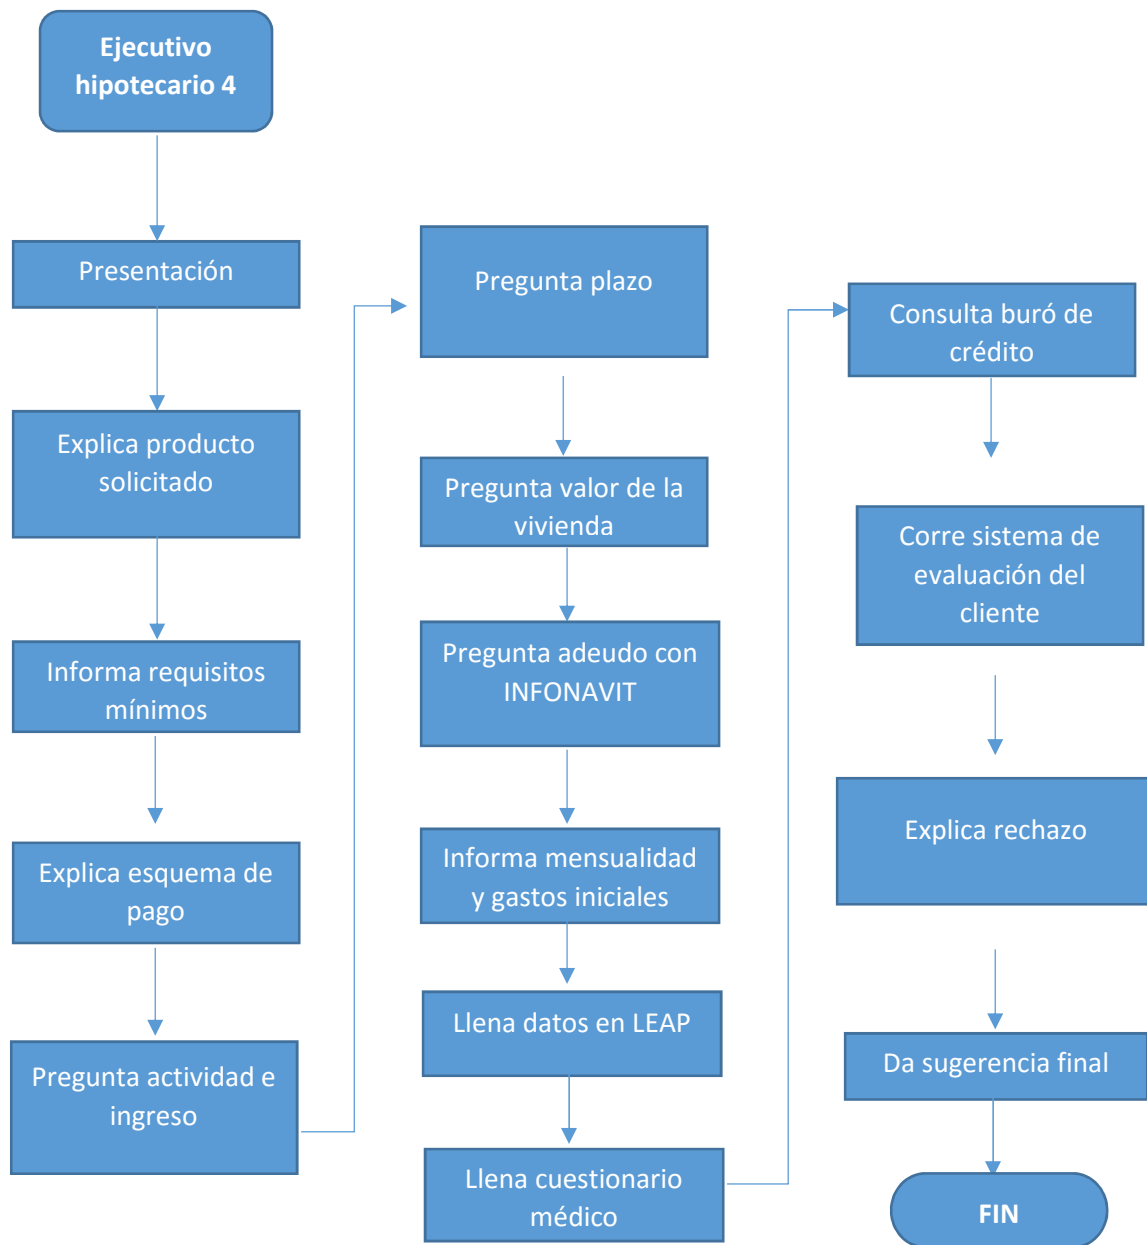 Ejecutivo
hipotecario 4
Presentación
Explica producto
solicitado
Informa requisitos
mínimos
Explica esquema de
pago
Pregunta actividad e
ingreso
Pregunta plazo
Pregunta valor de la
vivienda
Pregunta adeudo con
INFONAVIT
Informa mensualidad
y gastos iniciales
Llena datos en LEAP
Llena cuestionario
médico
Consulta buró de
crédito
Corre sistema de
evaluación del
cliente
Explica rechazo
Da sugerencia final
FIN